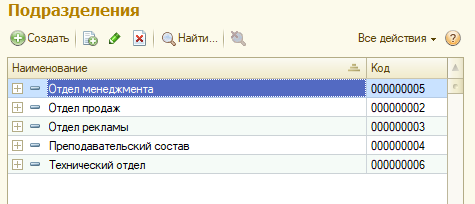 Подразделения
Создать Найти... Все действия ?
Наименование Код
Отдел менеджмента 000000005
Отдел продаж 000000002
Отдел рекламы 000000003
Преподавательский состав 000000004
Технический отдел 000000006